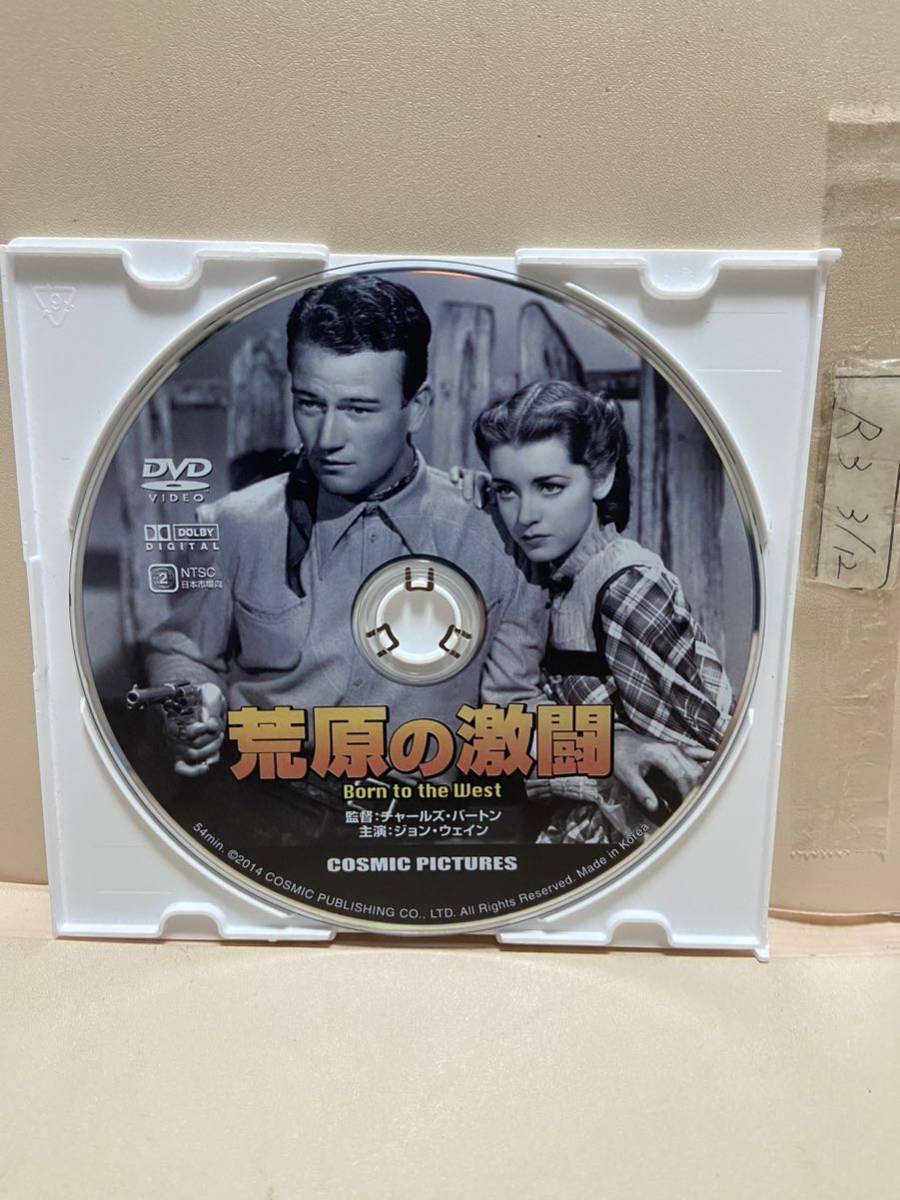 DVD
VIDEO
DOLBY
DIGITAL
2
NTSC
日本市場向
荒原の激闘
Born to the West
監督:チャールズ・バートン
主演:ジョン・ウェイン
COSMIC PICTURES
54min. ©2014 COSMIC PUBLISHING CO., LTD. All Rights Reserved. Made in Korea
R3 3/12